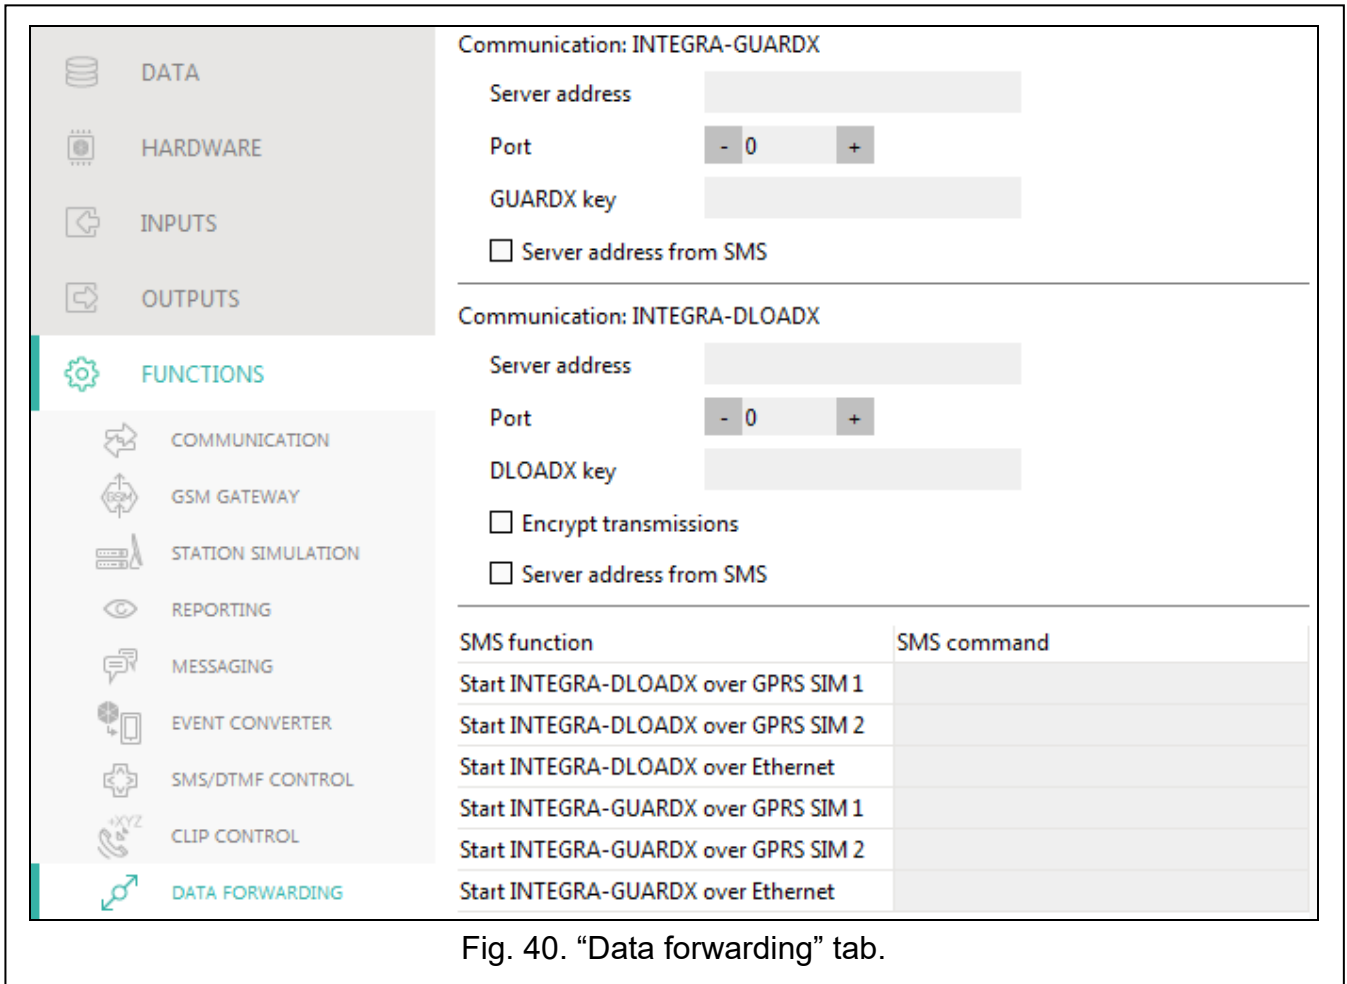 DATA
HARDWARE
INPUTS
OUTPUTS
FUNCTIONS
COMMUNICATION
GSM
GSM GATEWAY
STATION SIMULATION
C
REPORTING
MESSAGING
EVENT CONVERTER
SMS/DTMF CONTROL
+XYZ
CLIP CONTROL
DATA FORWARDING
Communication: INTEGRA-GUARDX
Server address
Port - 0 +
GUARDX key
Server address from SMS
Communication: INTEGRA-DLOADX
Server address
Port - 0 +
DLOADX key
Encrypt transmissions
Server address from SMS
SMS function SMS command
Start INTEGRA-DLOADX over GPRS SIM 1
Start INTEGRA-DLOADX over GPRS SIM 2
Start INTEGRA-DLOADX over Ethernet
Start INTEGRA-GUARDX over GPRS SIM 1
Start INTEGRA-GUARDX over GPRS SIM 2
Start INTEGRA-GUARDX over Ethernet
Fig. 40. “Data forwarding” tab.